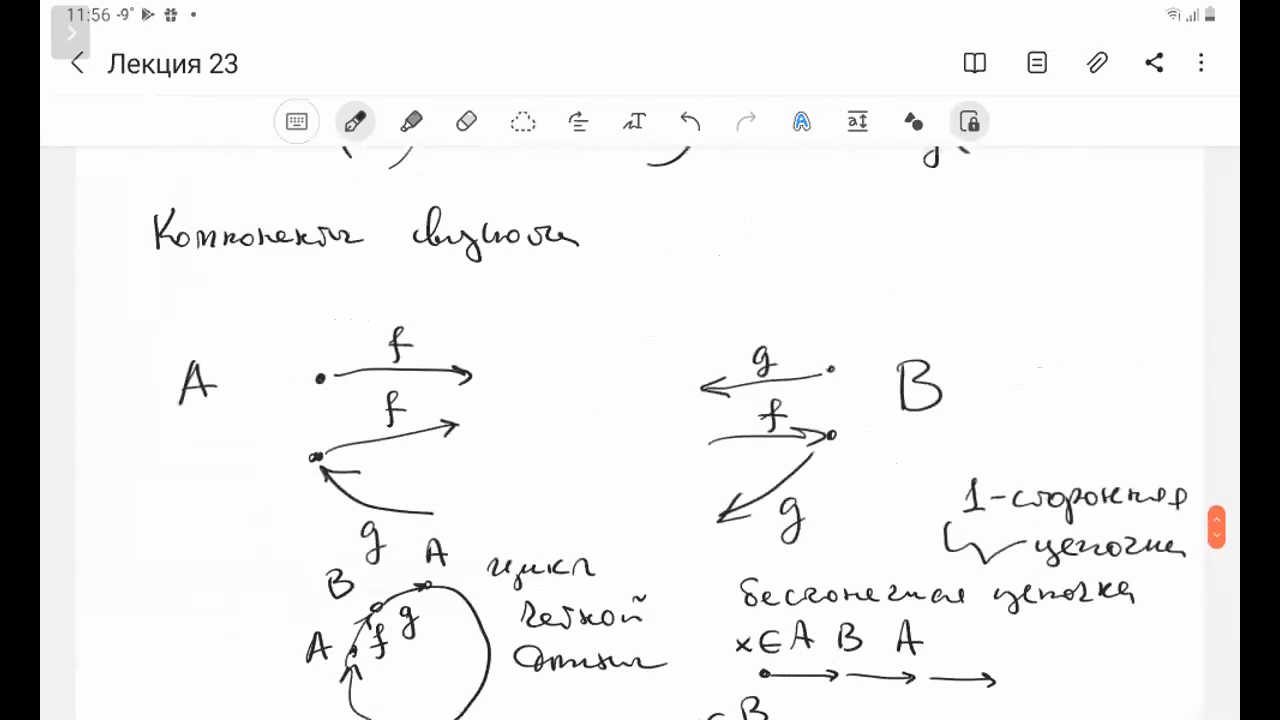 11:56 -9°
Лекция 23
Компоненты связности
f
g
A
B
f
f
g
g
1-сторонняя
цепочка
A
цикл
B
бесконечная цепочка
чётной
g
A
f
длины
x∈A B A
∈ B